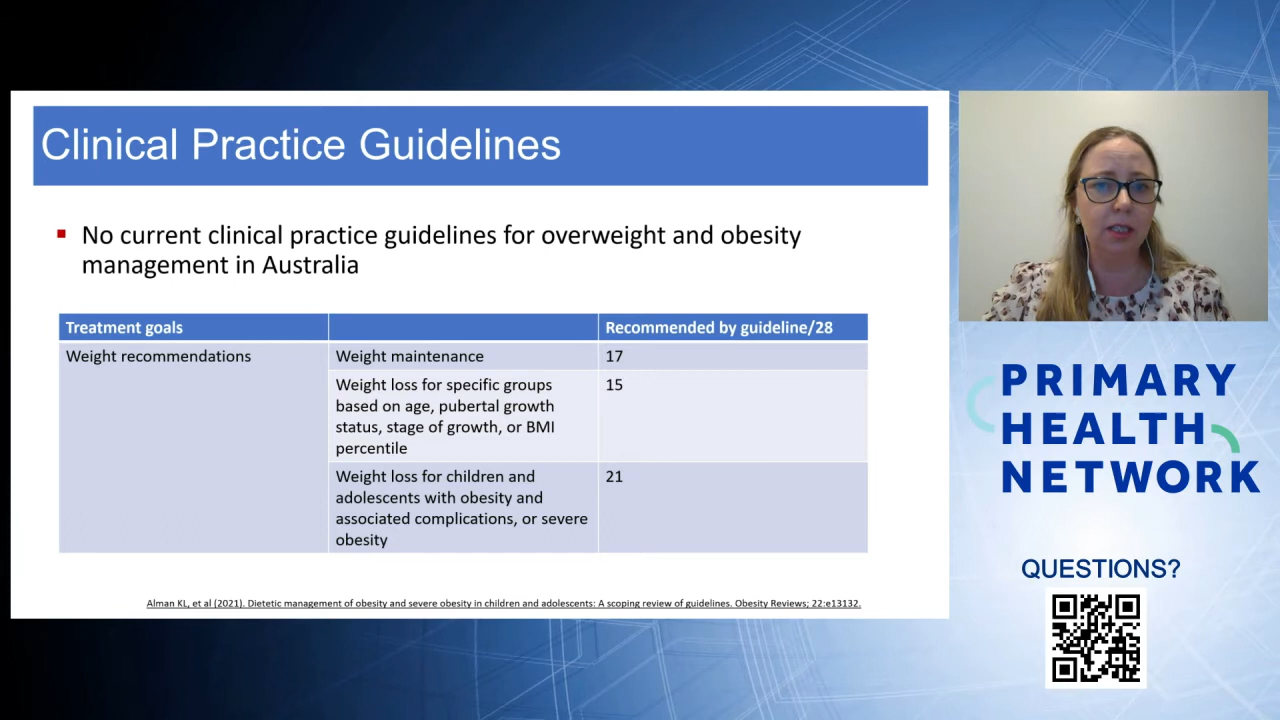 Clinical Practice Guidelines
No current clinical practice guidelines for overweight and obesity
management in Australia
Treatment goals
Recommended by guideline/28
Weight recommendations
Weight maintenance
17
Weight loss for specific groups
based on age, pubertal growth
status, stage of growth, or BMI
percentile
15
Weight loss for children and
adolescents with obesity and
associated complications, or severe
obesity
21
Alman KL, et al (2021). Dietetic management of obesity and severe obesity in children and adolescents: A scoping review of guidelines. Obesity Reviews; 22:e13132.
PRIMARY
HEALTH
NETWORK
QUESTIONS?